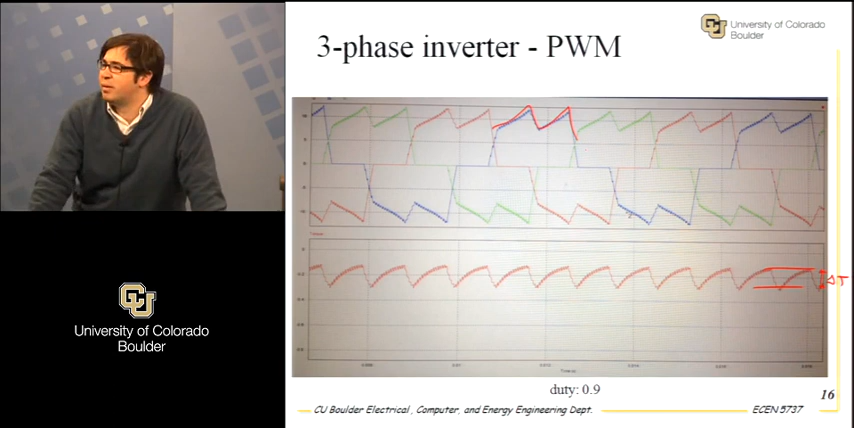 3-phase inverter - PWM
University of Colorado
Boulder
ΔT
University of Colorado
Boulder
duty: 0.9
16
CU Boulder Electrical, Computer, and Energy Engineering Dept.
ECEN 5737